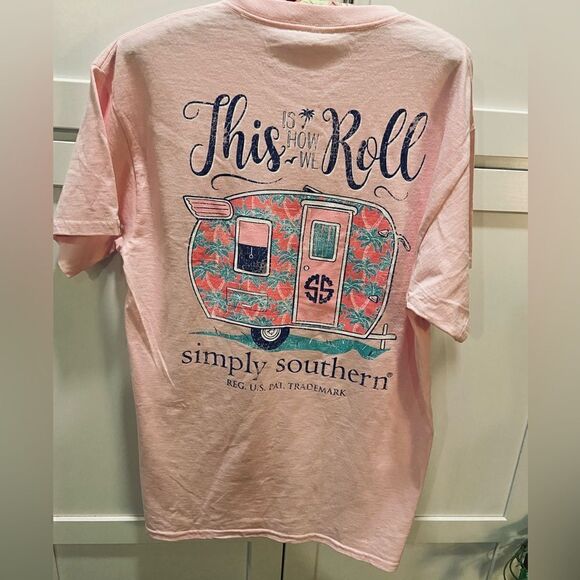 This IS HOW WE Roll
SS
simply southern®
REG. U.S. PAT. TRADEMARK